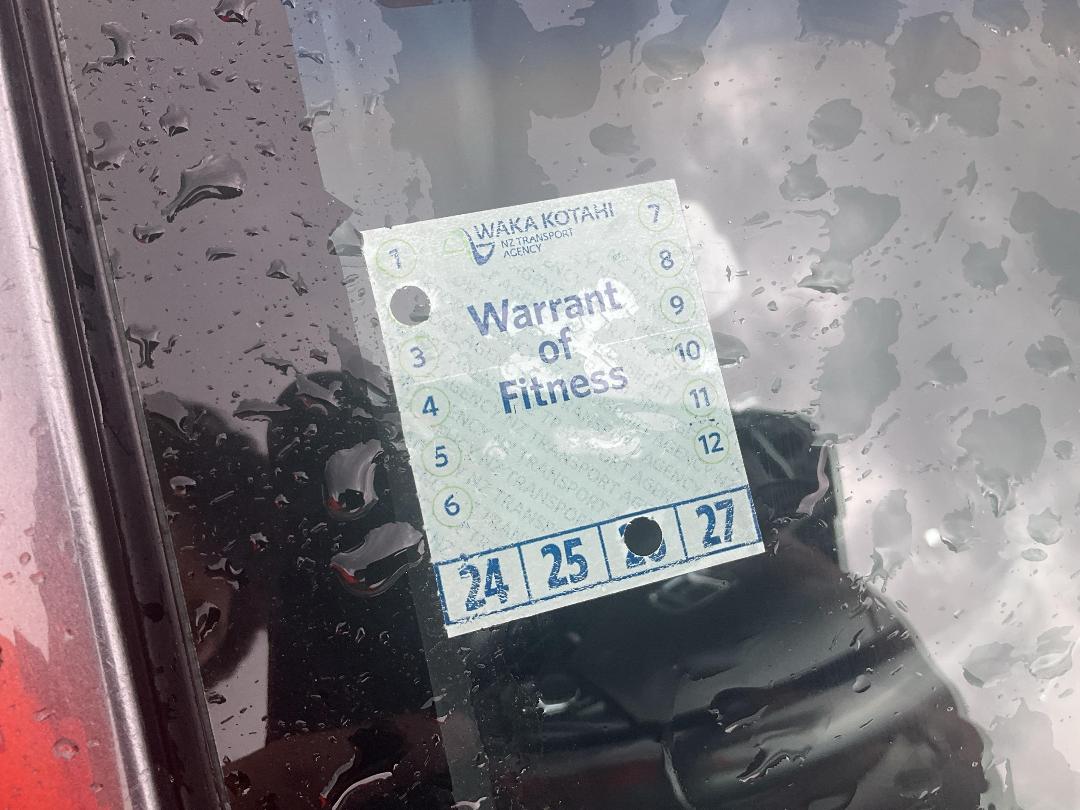 WAKA KOTAHI
NZ TRANSPORT
AGENCY
1
7
8
Warrant
of
Fitness
9
3
10
4
11
5
12
6
24 25 27